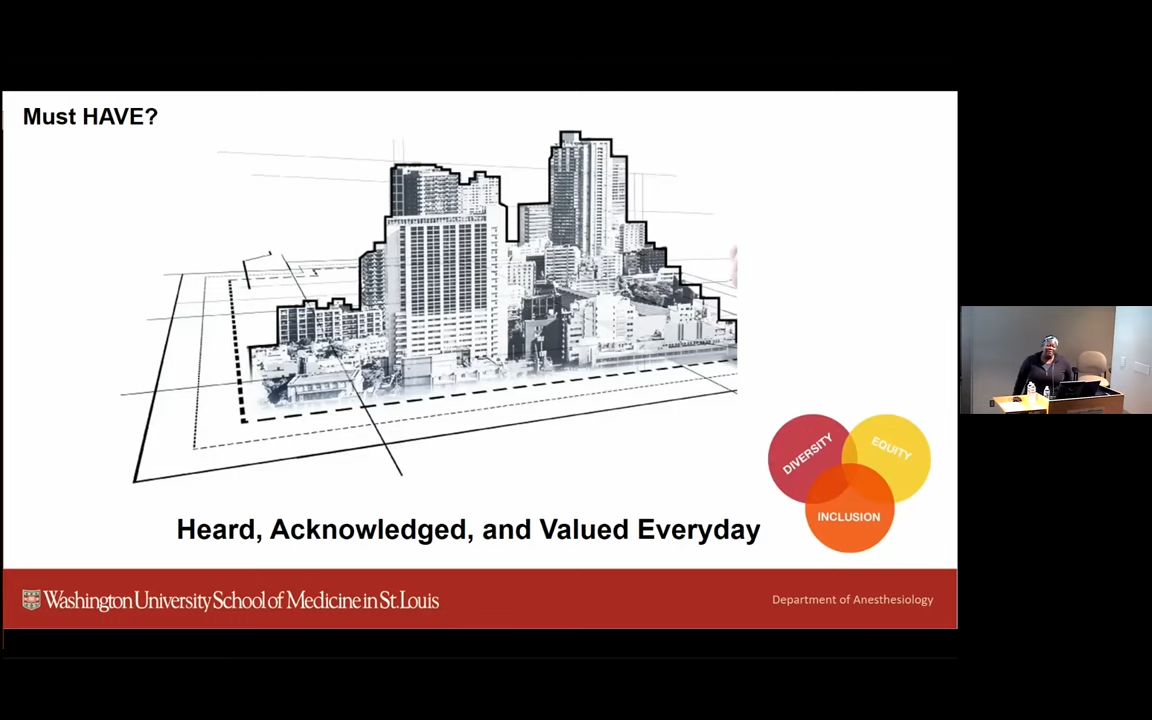 Must HAVE?
DIVERSITY
EQUITY
INCLUSION
Heard, Acknowledged, and Valued Everyday
Washington University School of Medicine in St. Louis
Department of Anesthesiology